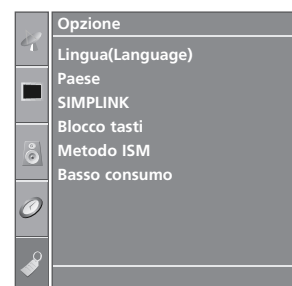 Opzione
Lingua(Language)
Paese
SIMPLINK
Blocco tasti
Metodo ISM
Basso consumo